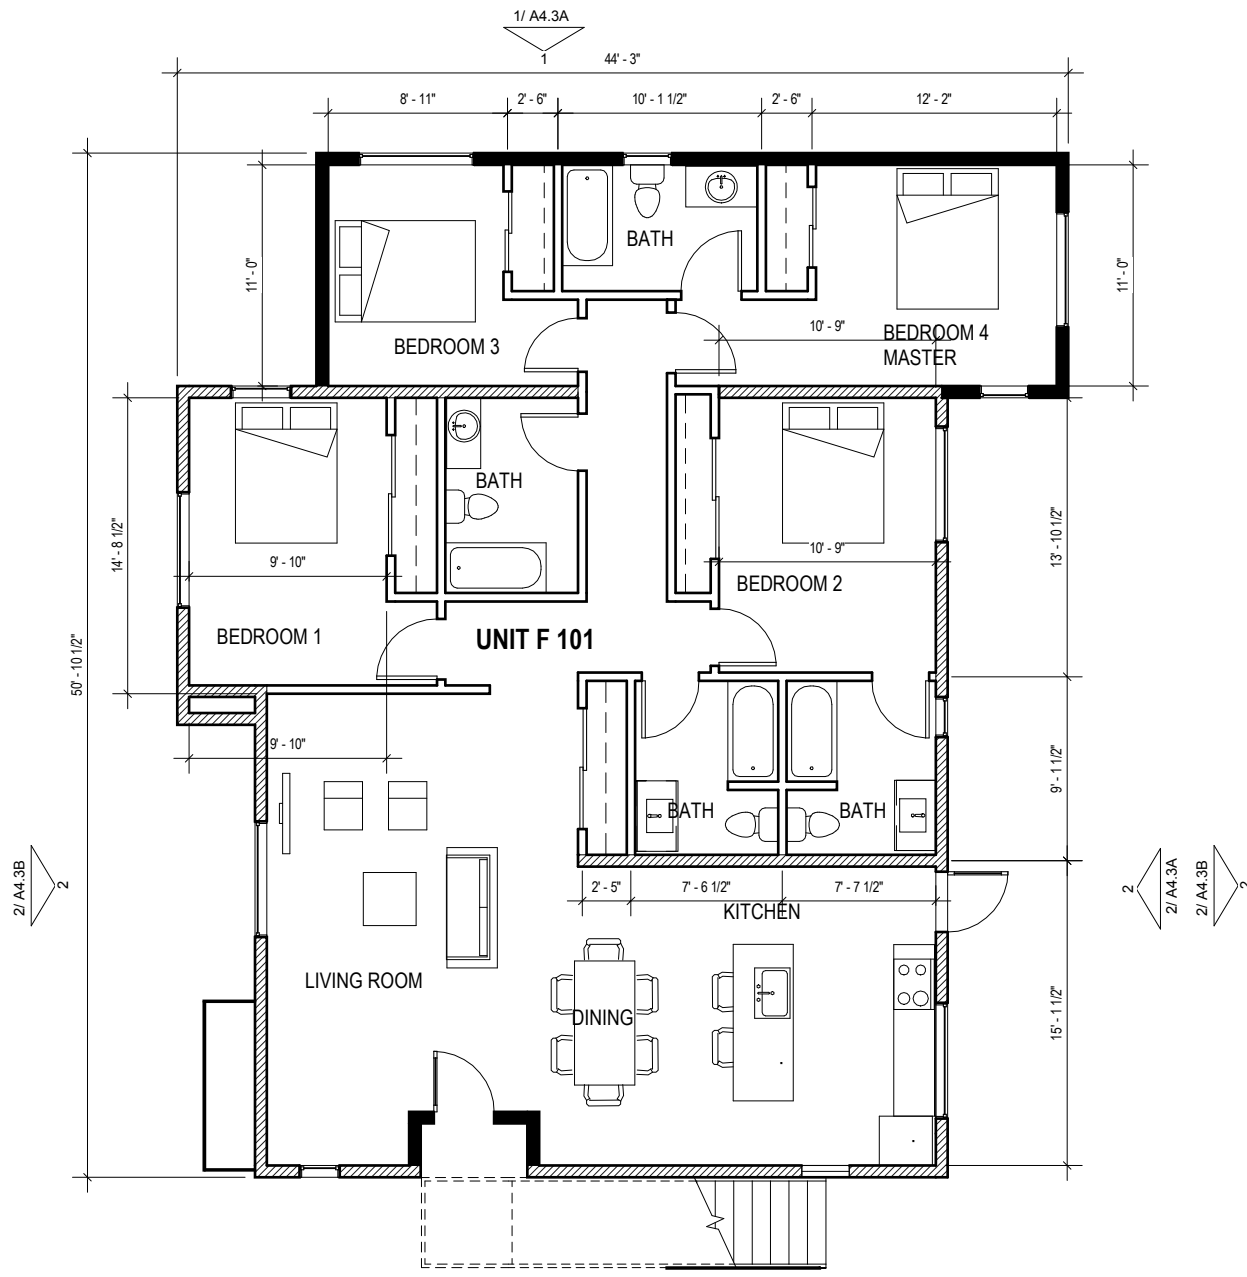 1/ A4.3A
1
44' - 3"
8' - 11"
2' - 6"
10' - 1 1/2"
2' - 6"
12' - 2"
BATH
11' - 0"
11' - 0"
10' - 9"
BEDROOM 3
BEDROOM 4
MASTER
BATH
14' - 8 1/2"
13' - 10 1/2"
9' - 10"
10' - 9"
BEDROOM 2
BEDROOM 1
UNIT F 101
50' - 10 1/2"
9' - 10"
9' - 1 1/2"
BATH
BATH
2/ A4.3B
2
2' - 5"
7' - 6 1/2"
7' - 7 1/2"
2
2/ A4.3A
2/ A4.3B
2
KITCHEN
LIVING ROOM
DINING
15' - 1 1/2"